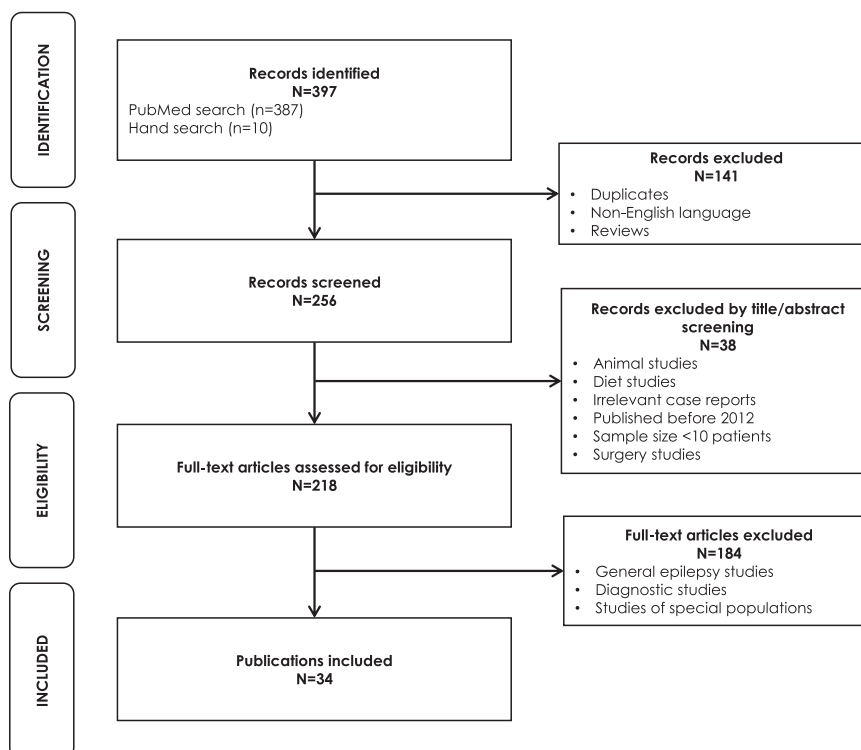 IDENTIFICATION
Records identified
N=397
PubMed search (n=387)
Hand search (n=10)
Records excluded
N=141
• Duplicates
• Non-English language
• Reviews
SCREENING
Records screened
N=256
Records excluded by title/abstract
screening
N=38
• Animal studies
• Diet studies
• Irrelevant case reports
• Published before 2012
• Sample size <10 patients
• Surgery studies
ELIGIBILITY
Full-text articles assessed for eligibility
N=218
Full-text articles excluded
N=184
• General epilepsy studies
• Diagnostic studies
• Studies of special populations
INCLUDED
Publications included
N=34